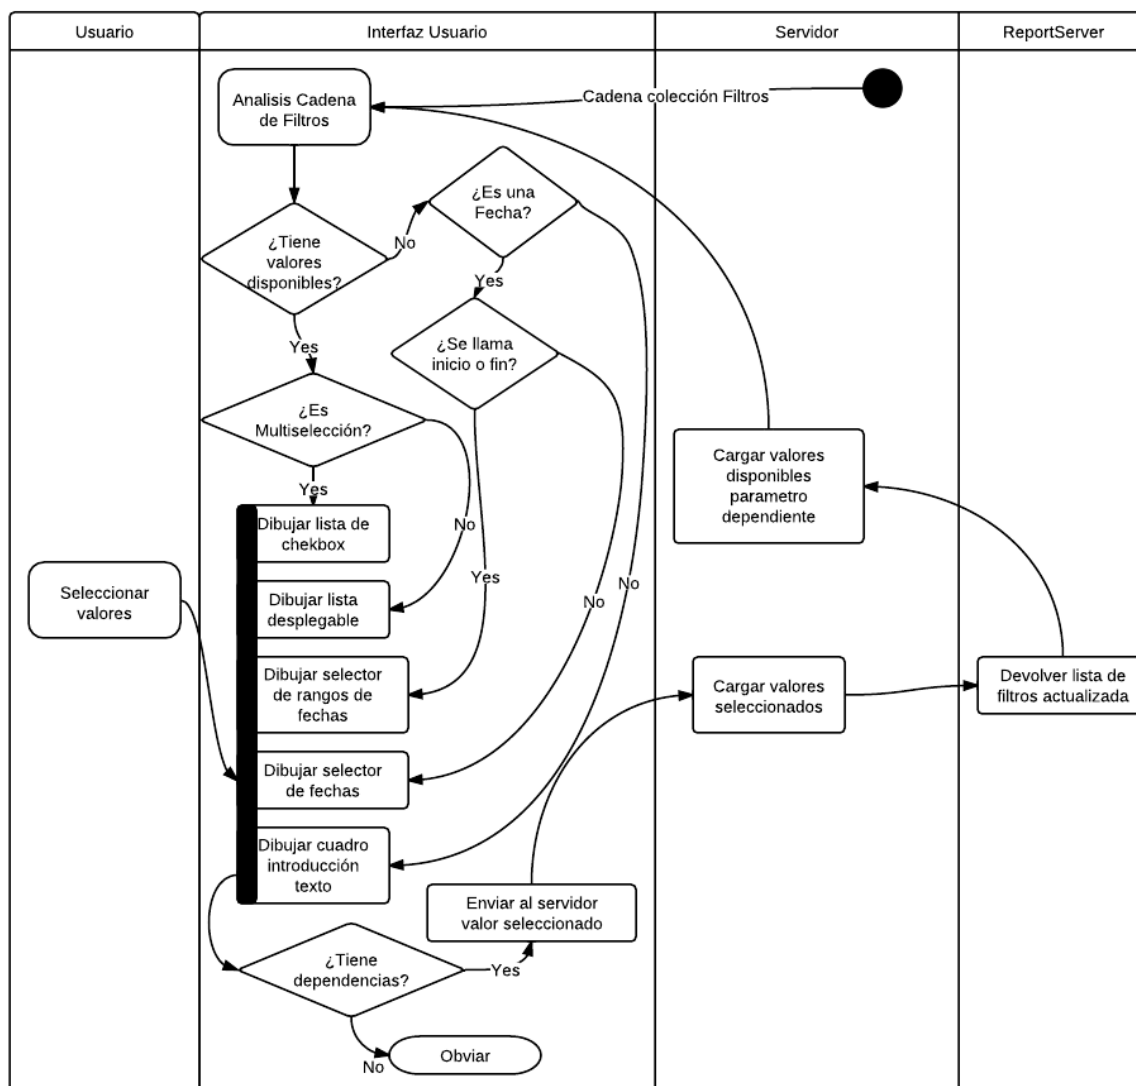 Usuario
Interfaz Usuario
Servidor
ReportServer
Analisis Cadena
de Filtros
Cadena colección Filtros
¿Es una
Fecha?
No
¿Tiene
valores
disponibles?
Yes
Yes
¿Se llama
inicio o fin?
¿Es
Multiselección?
Cargar valores
disponibles
parametro
dependiente
Yes
No
Dibujar lista de
chekbox
Yes
No
No
Seleccionar
valores
Dibujar lista
desplegable
Dibujar selector
de rangos de
fechas
Cargar valores
seleccionados
Devolver lista de
filtros actualizada
Dibujar selector
de fechas
Dibujar cuadro
introducción
texto
Enviar al servidor
valor seleccionado
¿Tiene
dependencias?
Yes
No
Obviar